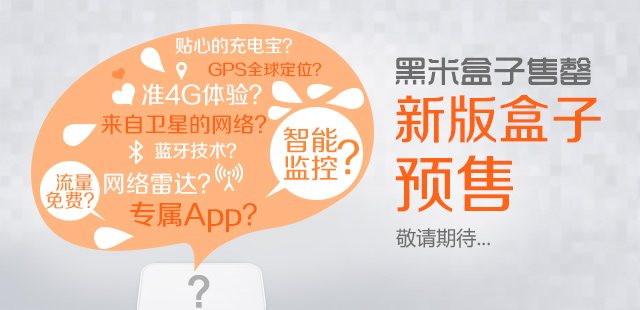 贴心的充电宝?
GPS全球定位?
准4G体验?
来自卫星的网络?
蓝牙技术?
智能
监控?
网络雷达?
流量
免费?
专属App?
?
黑米盒子售罄
新版盒子
预售
敬请期待...